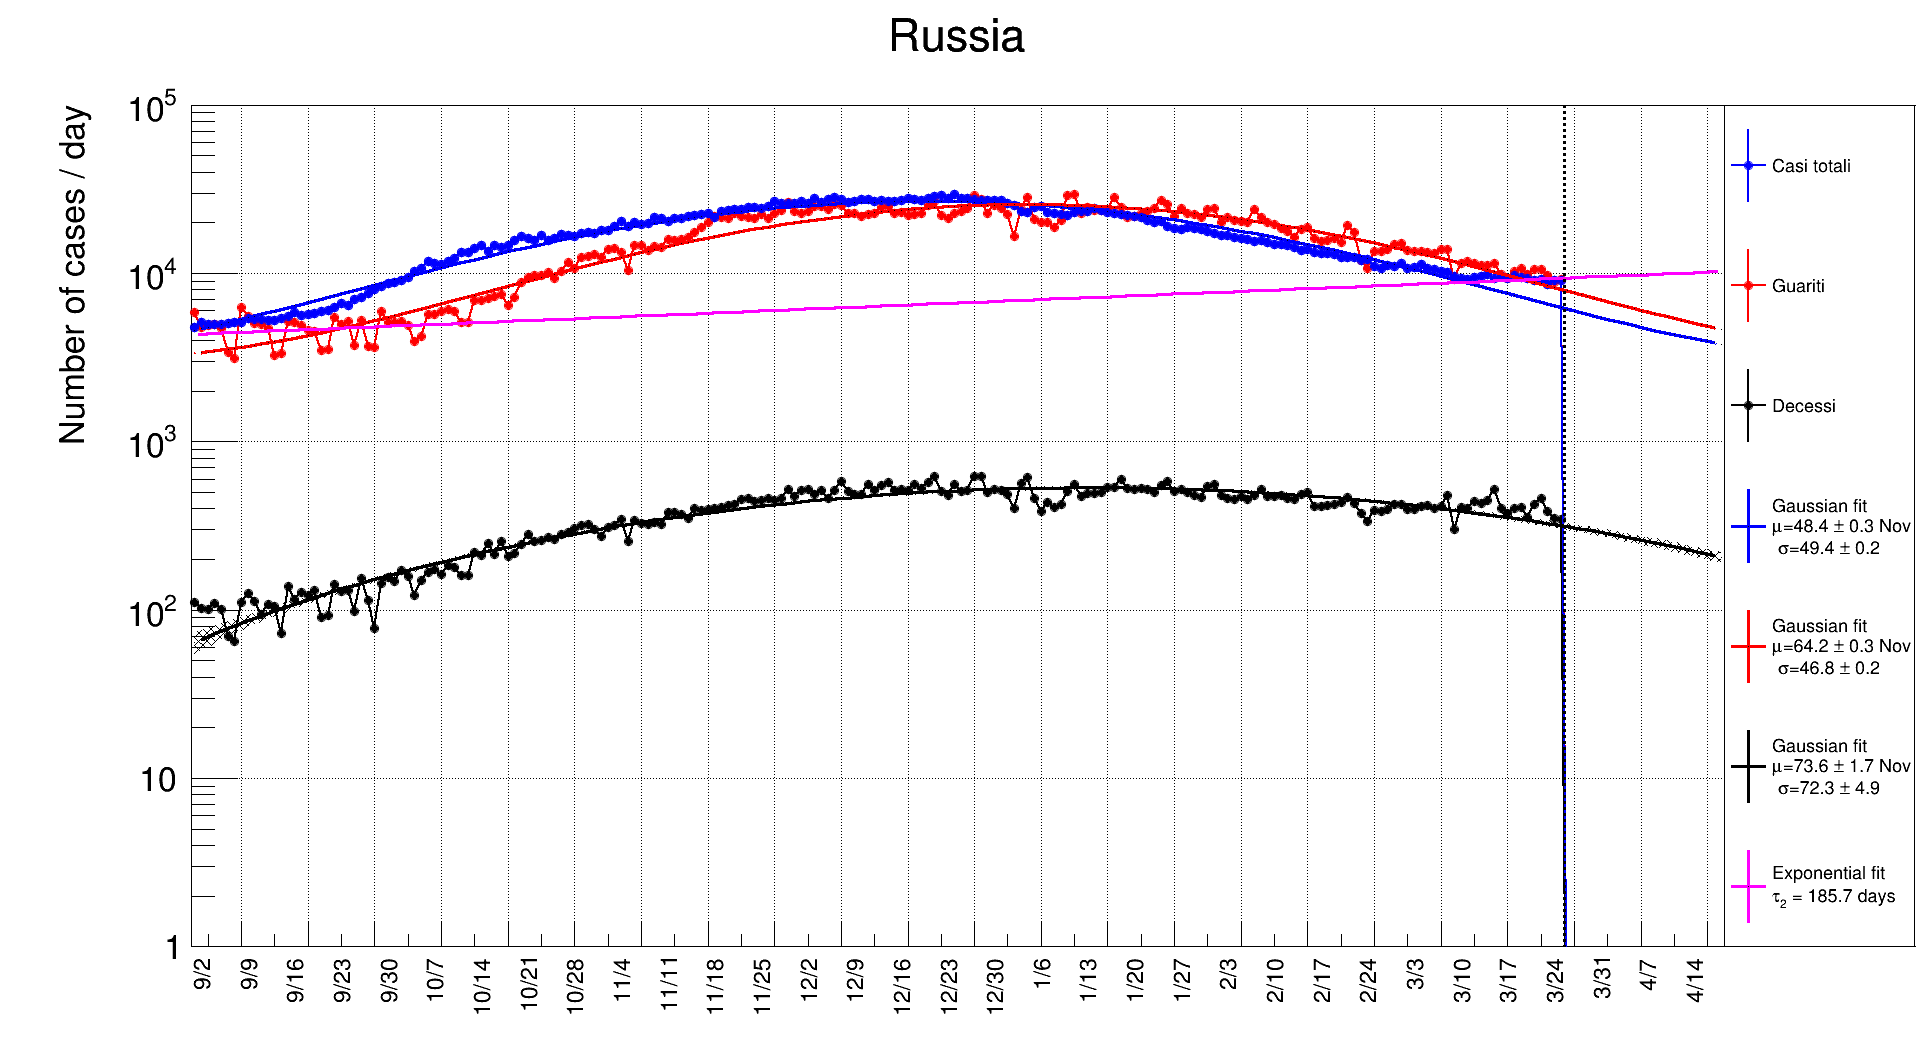 Russia
Number of cases / day
10^5
10^4
10^3
10^2
10
1
9/2 9/9 9/16 9/23 9/30 10/7 10/14 10/21 10/28 11/4 11/11 11/18 11/25 12/2 12/9 12/16 12/23 12/30 1/6 1/13 1/20 1/27 2/3 2/10 2/17 2/24 3/3 3/10 3/17 3/24 3/31 4/7 4/14
Casi totali
Guariti
Decessi
Gaussian fit
μ=48.4 ± 0.3 Nov
σ=49.4 ± 0.2
Gaussian fit
μ=64.2 ± 0.3 Nov
σ=46.8 ± 0.2
Gaussian fit
μ=73.6 ± 1.7 Nov
σ=72.3 ± 4.9
Exponential fit
τ₂ = 185.7 days